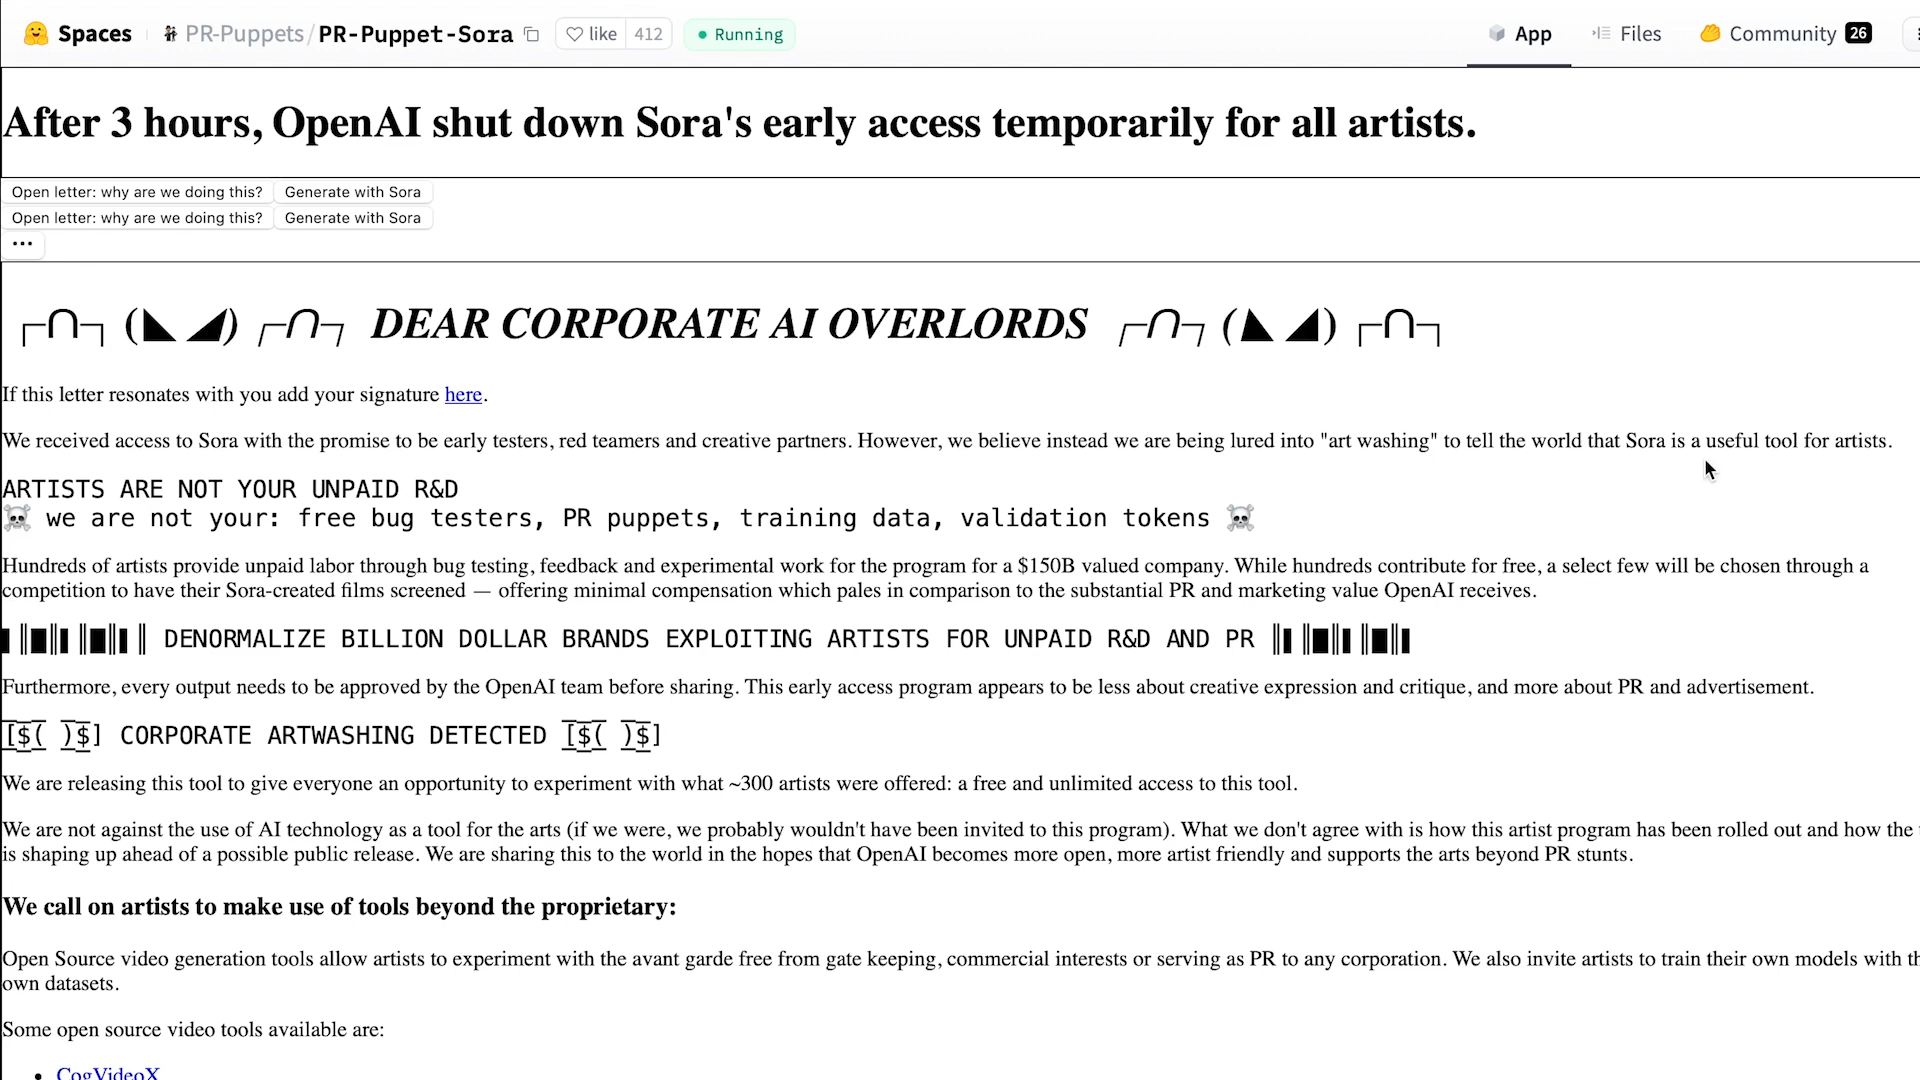 Spaces PR-Puppets/PR-Puppet-Sora like 412 Running App Files Community 26
After 3 hours, OpenAI shut down Sora's early access temporarily for all artists.
Open letter: why are we doing this? Generate with Sora
Open letter: why are we doing this? Generate with Sora
...
┌∩┐(◣_◢)┌∩┐ DEAR CORPORATE AI OVERLORDS ┌∩┐(◣_◢)┌∩┐
If this letter resonates with you add your signature here.
We received access to Sora with the promise to be early testers, red teamers and creative partners. However, we believe instead we are being lured into "art washing" to tell the world that Sora is a useful tool for artists.
ARTISTS ARE NOT YOUR UNPAID R&D
☠️ we are not your: free bug testers, PR puppets, training data, validation tokens ☠️
Hundreds of artists provide unpaid labor through bug testing, feedback and experimental work for the program for a $150B valued company. While hundreds contribute for free, a select few will be chosen through a
competition to have their Sora-created films screened — offering minimal compensation which pales in comparison to the substantial PR and marketing value OpenAI receives.
▌║█║▌║█║▌║ DENORMALIZE BILLION DOLLAR BRANDS EXPLOITING ARTISTS FOR UNPAID R&D AND PR ║▌║█║▌║█║▌
Furthermore, every output needs to be approved by the OpenAI team before sharing. This early access program appears to be less about creative expression and critique, and more about PR and advertisement.
[̲̅$̲̅(̲̅ )̲̅$̲̅] CORPORATE ARTWASHING DETECTED [̲̅$̲̅(̲̅ )̲̅$̲̅]
We are releasing this tool to give everyone an opportunity to experiment with what ~300 artists were offered: a free and unlimited access to this tool.
We are not against the use of AI technology as a tool for the arts (if we were, we probably wouldn't have been invited to this program). What we don't agree with is how this artist program has been rolled out and how the
is shaping up ahead of a possible public release. We are sharing this to the world in the hopes that OpenAI becomes more open, more artist friendly and supports the arts beyond PR stunts.
We call on artists to make use of tools beyond the proprietary:
Open Source video generation tools allow artists to experiment with the avant garde free from gate keeping, commercial interests or serving as PR to any corporation. We also invite artists to train their own models with
own datasets.
Some open source video tools available are:
• CogVideoX